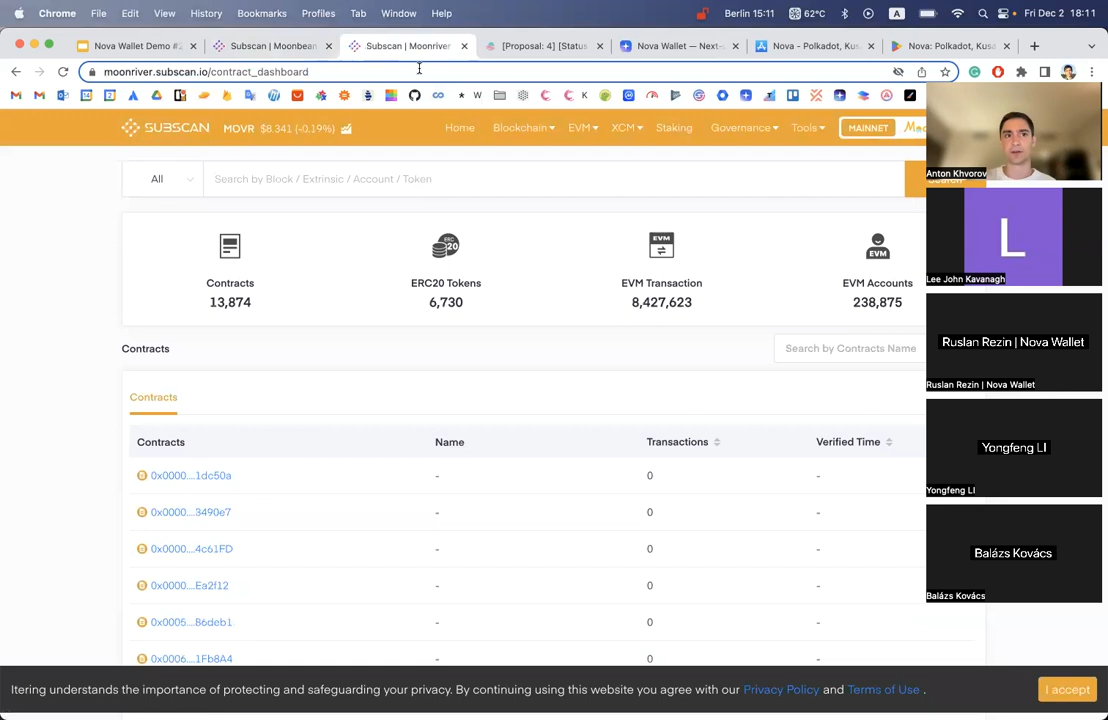 Chrome File Edit View History Bookmarks Profiles Tab Window Help
Berlin 15:11 62°C A Fri Dec 2 18:11
Nova Wallet Demo #2 Subscan | Moonbean Subscan | Moonriver [Proposal: 4] [Status Nova Wallet — Next- Nova - Polkadot, Kus Nova: Polkadot, Kusa
moonriver.subscan.io/contract_dashboard
SUBSCAN MOVR $8.341 (-0.19%) Home Blockchain EVM XCM Staking Governance Tools MAINNET
All Search by Block / Extrinsic / Account / Token
Contracts
13,874
ERC20 Tokens
6,730
EVM Transaction
8,427,623
EVM Accounts
238,875
Contracts
Search by Contracts Name
Contracts
Contracts Name Transactions Verified Time
0x0000....1dc50a - 0 -
0x0000....3490e7 - 0 -
0x0000....4c61FD - 0 -
0x0000....Ea2f12 - 0 -
0x0005....86deb1 - 0 -
0x0006....1Fb8A4 - 0 -
Itering understands the importance of protecting and safeguarding your privacy. By continuing using this website you agree with our Privacy Policy and Terms of Use .
I accept
Anton Khvorov
L
Lee John Kavanagh
Ruslan Rezin | Nova Wallet
Ruslan Rezin | Nova Wallet
Yongfeng LI
Yongfeng LI
Balázs Kovács
Balázs Kovács